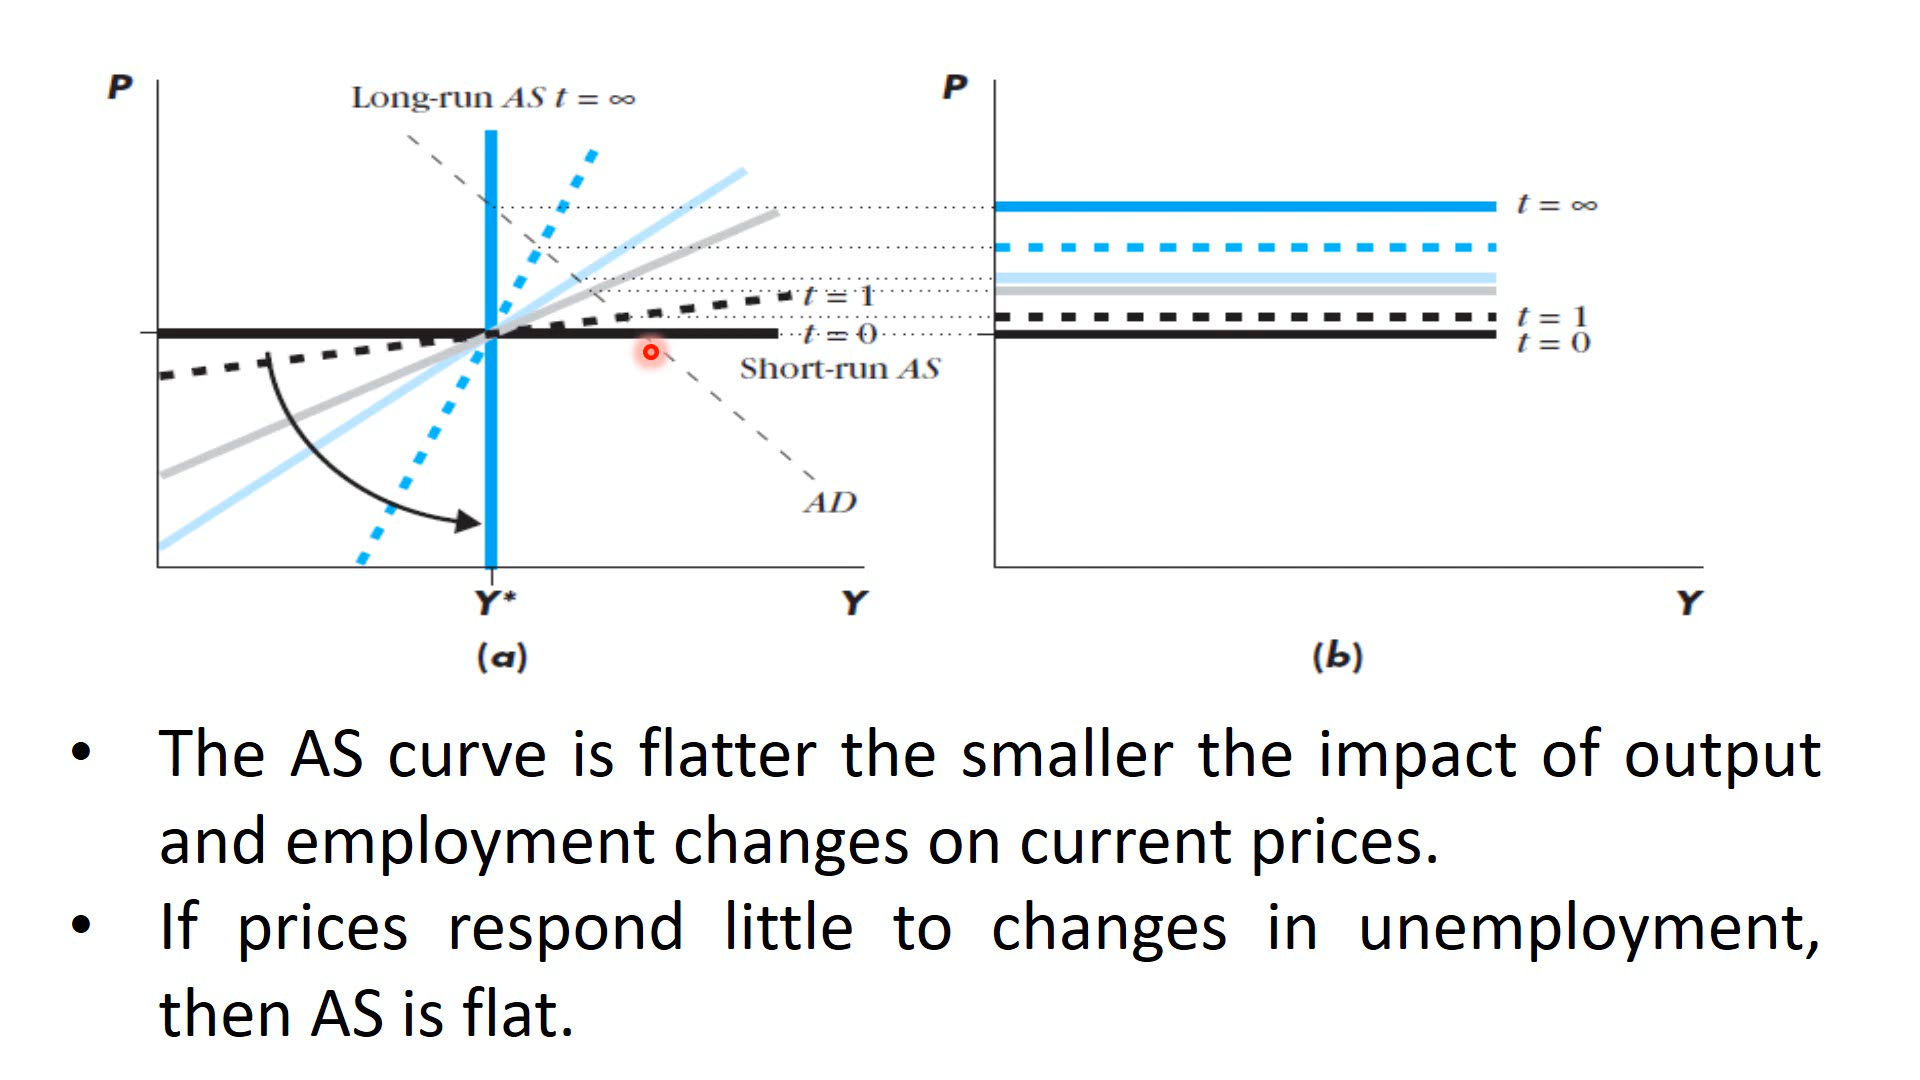 P
Long-run AS t = ∞
t = 1
t = 0
Short-run AS
AD
Y*
Y
(a)
P
t = ∞
t = 1
t = 0
Y
(b)
• The AS curve is flatter the smaller the impact of output
and employment changes on current prices.
• If prices respond little to changes in unemployment,
then AS is flat.